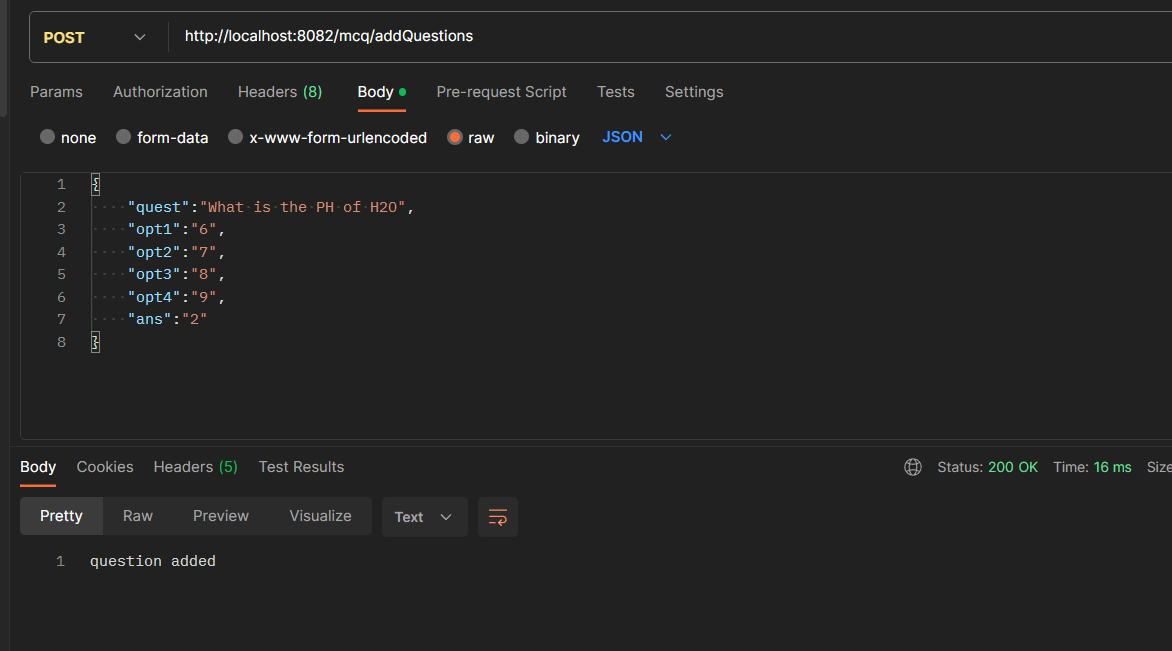 POST http://localhost:8082/mcq/addQuestions
Params Authorization Headers (8) Body Pre-request Script Tests Settings
none form-data x-www-form-urlencoded raw binary JSON
1 {
2 "quest":"What is the PH of H2O",
3 "opt1":"6",
4 "opt2":"7",
5 "opt3":"8",
6 "opt4":"9",
7 "ans":"2"
8 }
Body Cookies Headers (5) Test Results Status: 200 OK Time: 16 ms Size
Pretty Raw Preview Visualize Text
1 question added